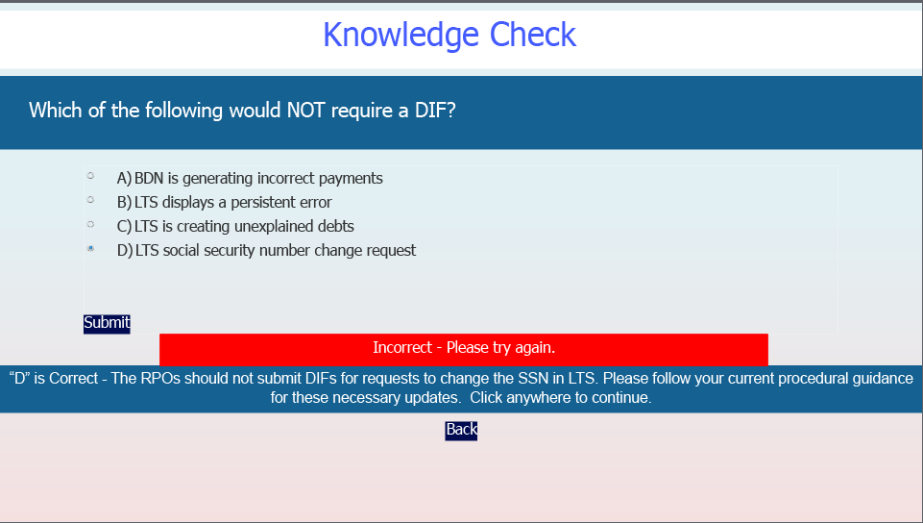 Knowledge Check
Which of the following would NOT require a DIF?
A) BDN is generating incorrect payments
B) LTS displays a persistent error
C) LTS is creating unexplained debts
D) LTS social security number change request
Submit
Incorrect - Please try again.
“D” is Correct - The RPOs should not submit DIFs for requests to change the SSN in LTS. Please follow your current procedural guidance
for these necessary updates.  Click anywhere to continue.
Back